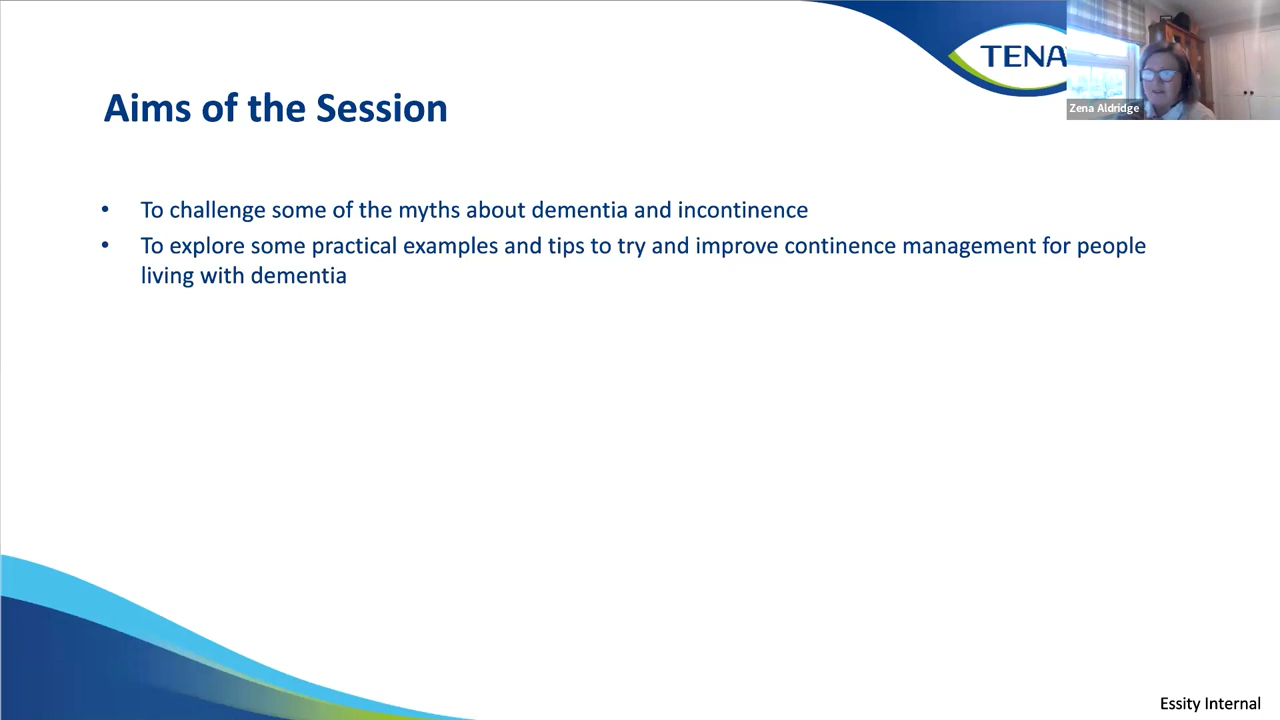 TENA
Zena Aldridge
Aims of the Session
• To challenge some of the myths about dementia and incontinence
• To explore some practical examples and tips to try and improve continence management for people
living with dementia
Essity Internal